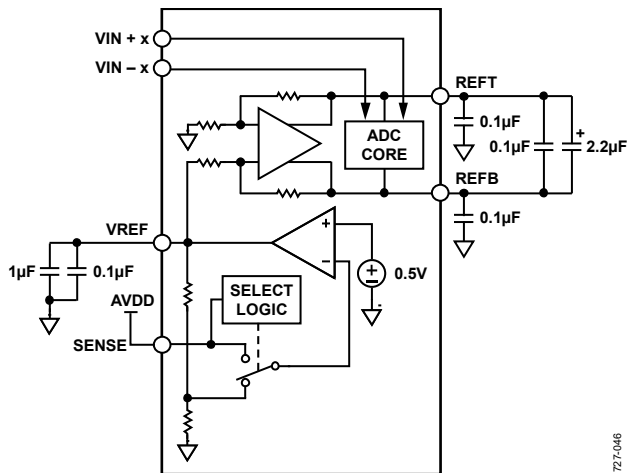 VIN + x
VIN – x
REFT
0.1µF
0.1µF
+
2.2µF
ADC
CORE
REFB
0.1µF
VREF
1µF
0.1µF
+
–
+
–
0.5V
SELECT
LOGIC
AVDD
SENSE
727-046